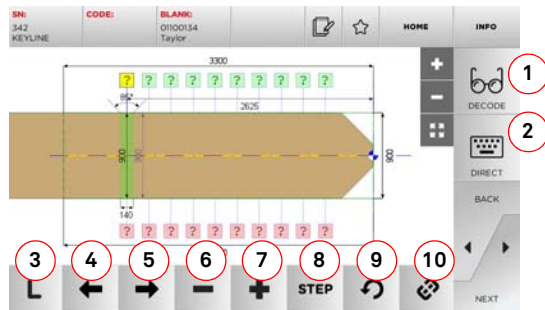 SN: CODE: BLANK: HOME INFO
342 01100134
KEYLINE Taylor
3300
? ? ? ? ? ? ? ? ? ?
85° 2625
900 900 900
140
? ? ? ? ? ? ? ? ? ?
1
DECODE
2
DIRECT
BACK
NEXT
3 4 5 6 7 8 9 10
L STEP